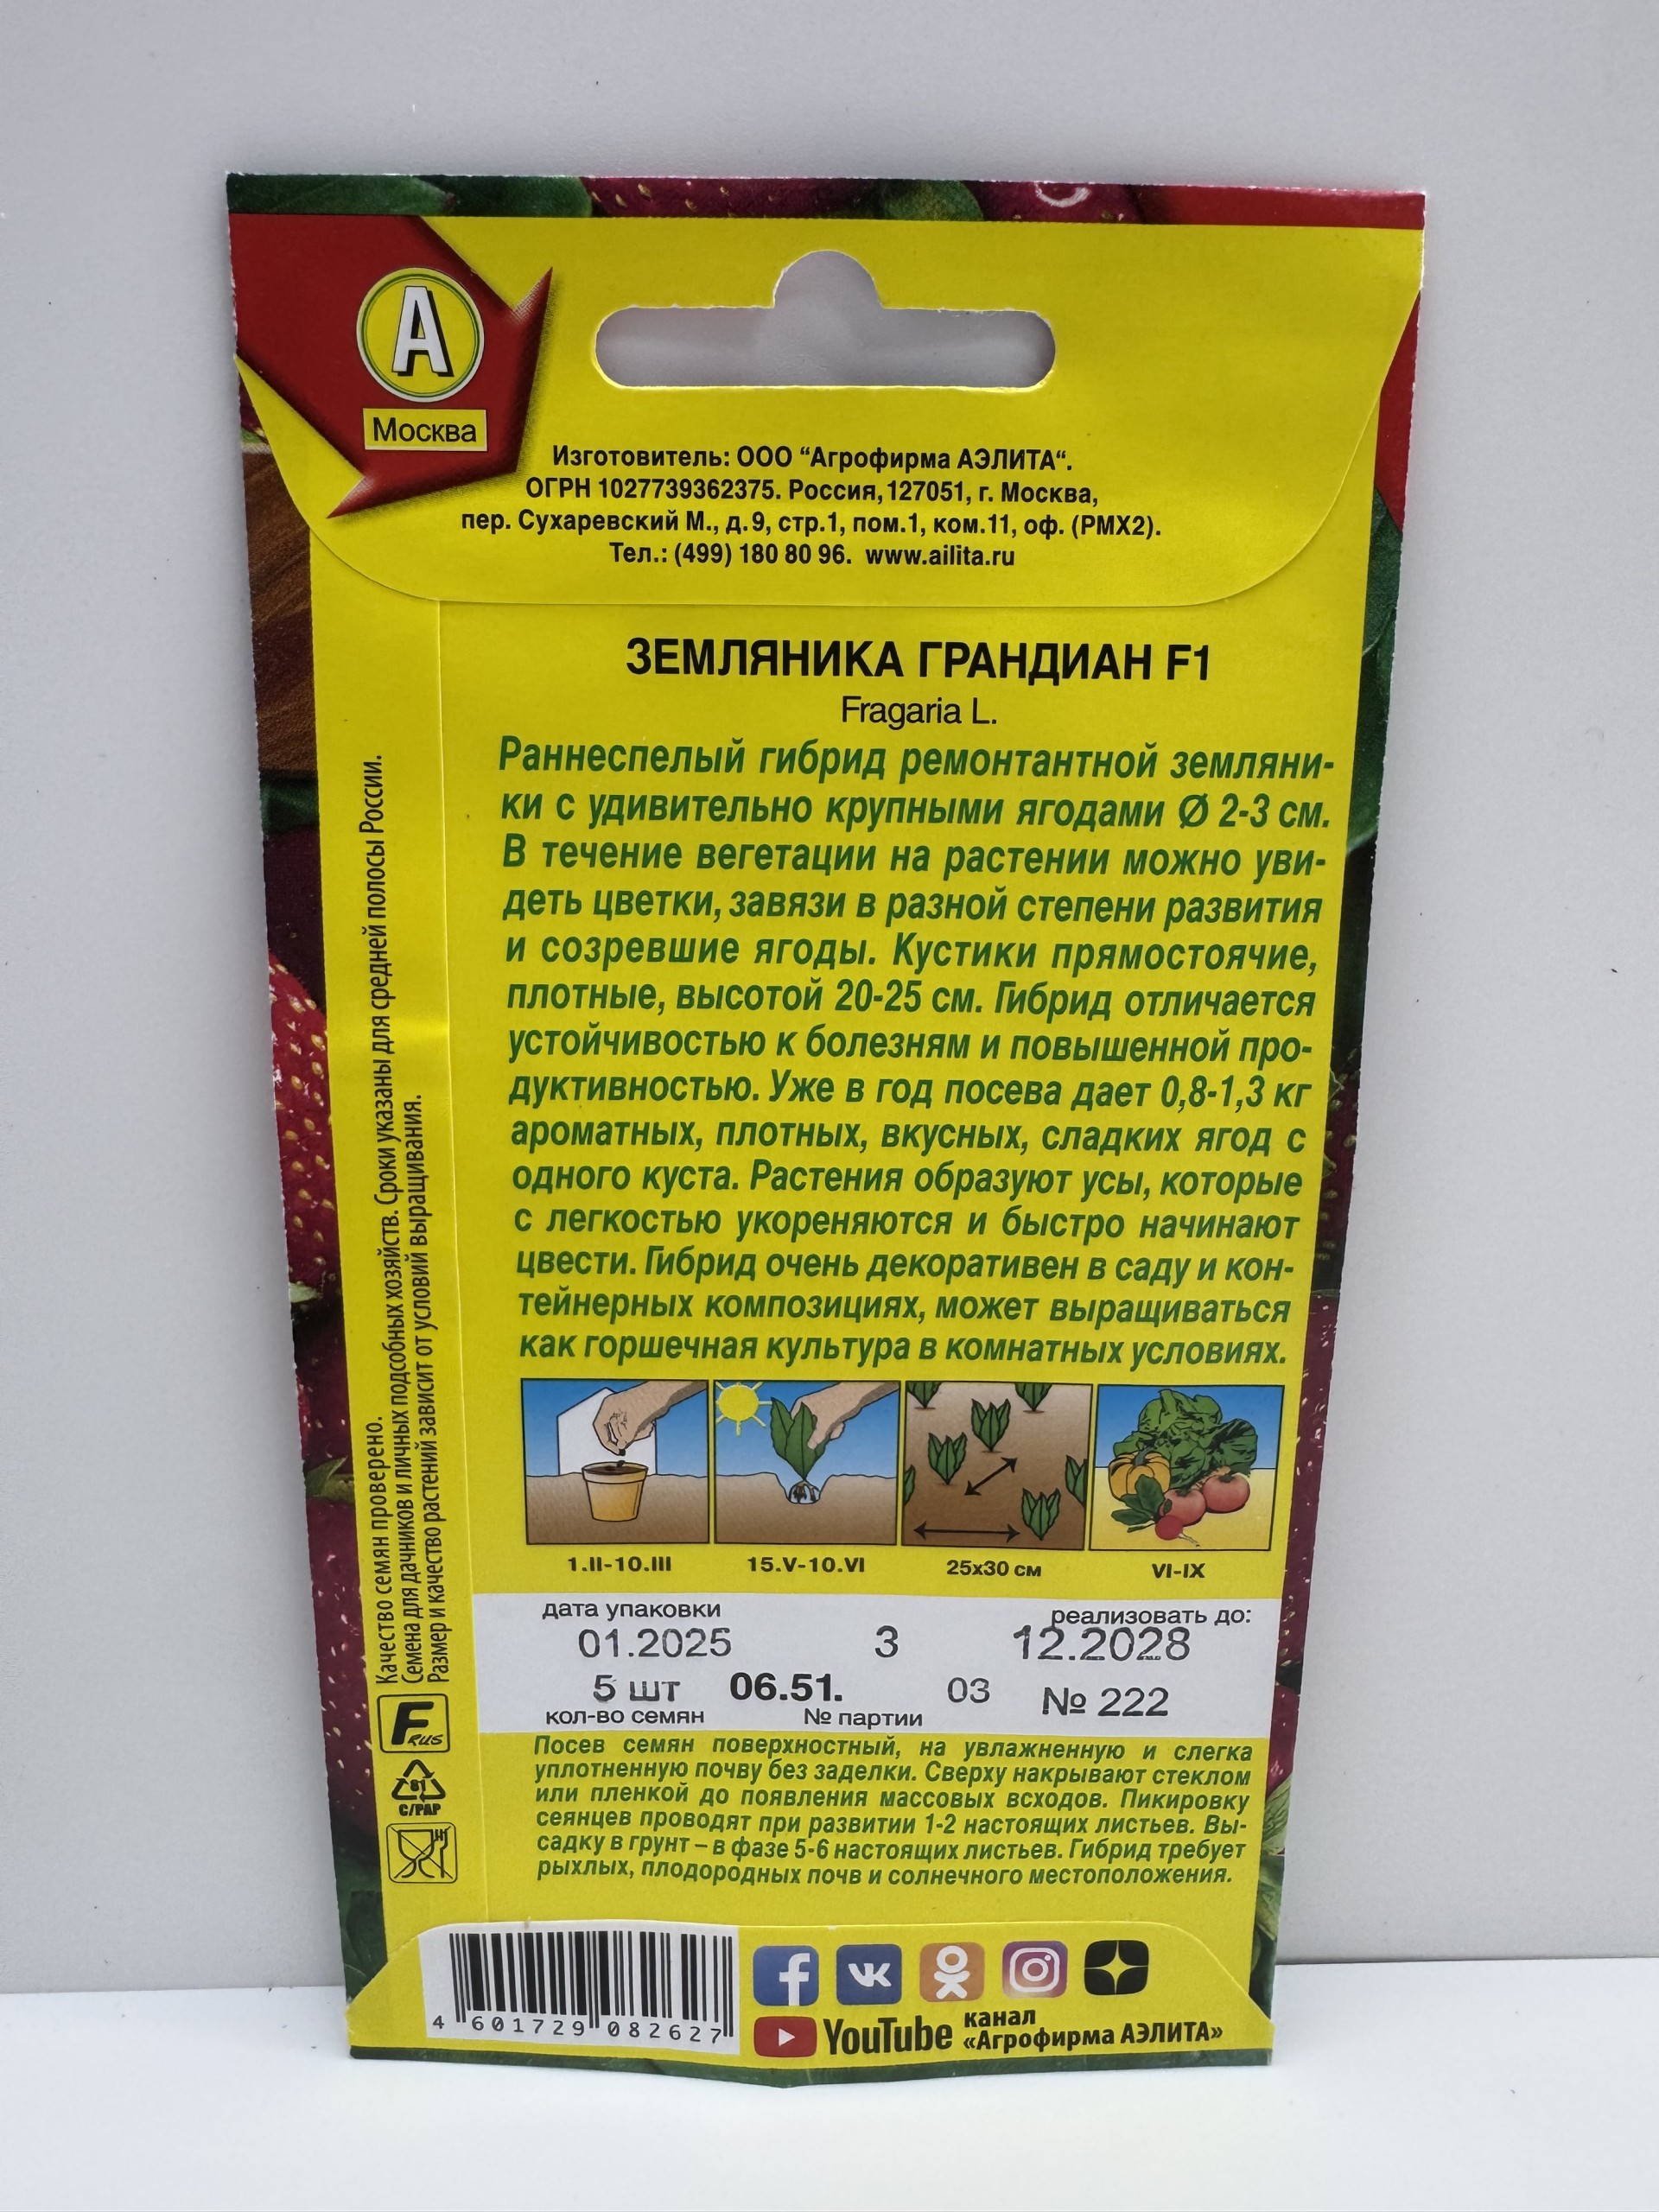 А
Москва
Изготовитель: ООО “Агрофирма АЭЛИТА“.
ОГРН 1027739362375. Россия, 127051, г. Москва,
пер. Сухаревский М., д.9, стр.1, пом.1, ком.11, оф. (РМХ2).
Тел.: (499) 180 80 96. www.ailita.ru
ЗЕМЛЯНИКА ГРАНДИАН F1
Fragaria L.
Раннеспелый гибрид ремонтантной земляни-
ки с удивительно крупными ягодами Ø 2-3 см.
В течение вегетации на растении можно уви-
деть цветки, завязи в разной степени развития
и созревшие ягоды. Кустики прямостоячие,
плотные, высотой 20-25 см. Гибрид отличается
устойчивостью к болезням и повышенной про-
дуктивностью. Уже в год посева дает 0,8-1,3 кг
ароматных, плотных, вкусных, сладких ягод с
одного куста. Растения образуют усы, которые
с легкостью укореняются и быстро начинают
цвести. Гибрид очень декоративен в саду и кон-
тейнерных композициях, может выращиваться
как горшечная культура в комнатных условиях.
1.II-10.III 15.V-10.VI 25х30 см VI-IX
дата упаковки реализовать до:
01.2025 3 12.2028
5 шт 06.51. 03 № 222
кол-во семян № партии
Посев семян поверхностный, на увлажненную и слегка
уплотненную почву без заделки. Сверху накрывают стеклом
или пленкой до появления массовых всходов. Пикировку
сеянцев проводят при развитии 1-2 настоящих листьев. Вы-
садку в грунт – в фазе 5-6 настоящих листьев. Гибрид требует
рыхлых, плодородных почв и солнечного местоположения.
Качество семян проверено.
Семена для дачников и личных подсобных хозяйств. Сроки указаны для средней полосы России.
Размер и качество растений зависит от условий выращивания.
F RUS
81
C/PAP
4 601729 082627
f VK
YouTube канал
«Агрофирма АЭЛИТА»